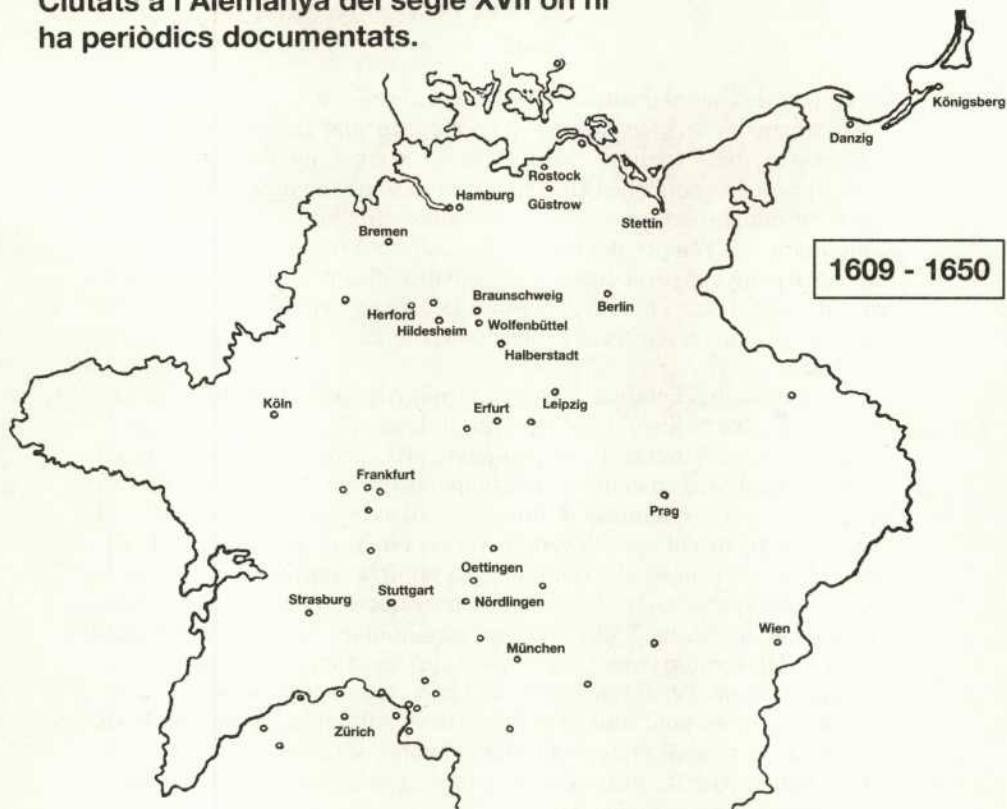 Ciutats a l'Alemanya del segle XVII on hi
ha periòdics documentats.
Königsberg
Danzig
Rostock
Hamburg
Güstrow
Stettin
Bremen
1609 - 1650
Braunschweig
Berlin
Herford
Wolfenbüttel
Hildesheim
Halberstadt
Leipzig
Köln
Erfurt
Frankfurt
Prag
Oettingen
Stuttgart
Strasburg
Nördlingen
Wien
München
Zürich